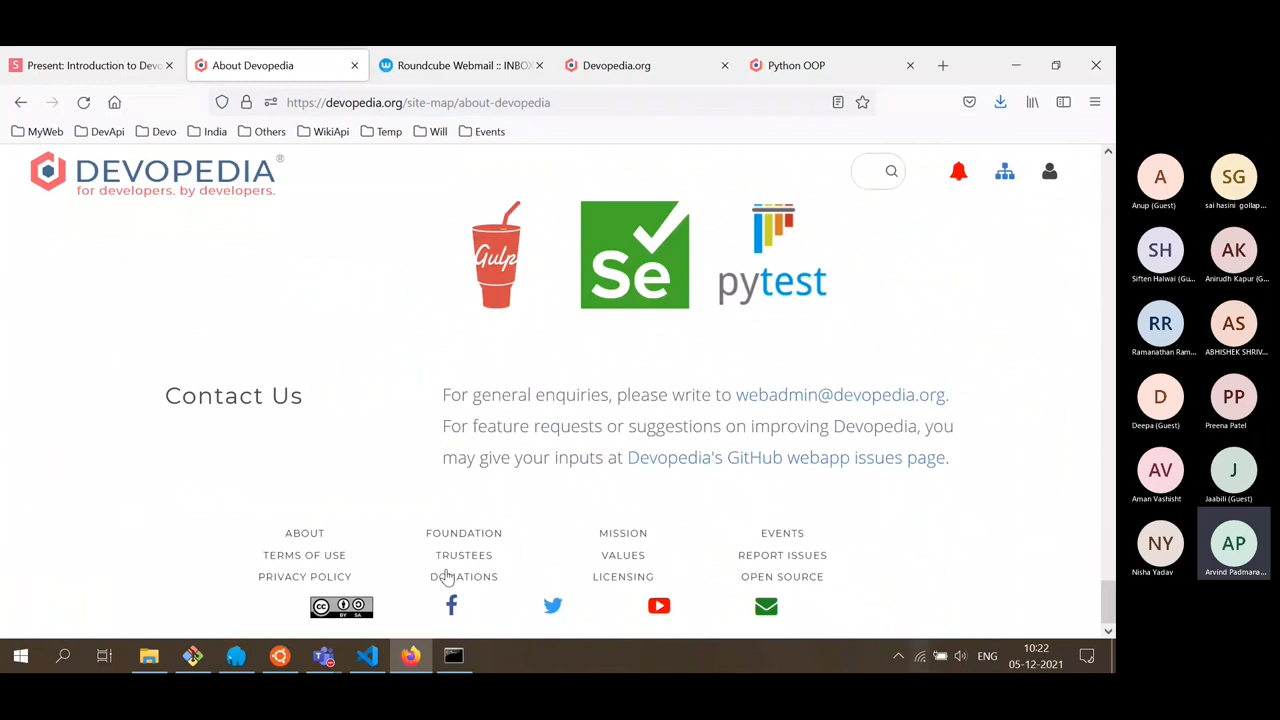 Present: Introduction to Devo
About Devopedia
Roundcube Webmail :: INBOX
Devopedia.org
Python OOP
https://devopedia.org/site-map/about-devopedia
MyWeb
DevApi
Devo
India
Others
WikiApi
Temp
Will
Events
DEVOPEDIA®
for developers. by developers.
Gulp
Se
pytest
Contact Us
For general enquiries, please write to webadmin@devopedia.org.
For feature requests or suggestions on improving Devopedia, you
may give your inputs at Devopedia's GitHub webapp issues page.
ABOUT
FOUNDATION
MISSION
EVENTS
TERMS OF USE
TRUSTEES
VALUES
REPORT ISSUES
PRIVACY POLICY
DONATIONS
LICENSING
OPEN SOURCE
CC BY SA
ENG
10:22
05-12-2021
A
Anup (Guest)
SG
sai hasini gollap...
SH
Siften Halwai (Gu...
AK
Anirudh Kapur (G...
RR
Ramanathan Ram...
AS
ABHISHEK SHRIV...
D
Deepa (Guest)
PP
Preena Patel
AV
Aman Vashisht
J
Jaabili (Guest)
NY
Nisha Yadav
AP
Arvind Padmana...